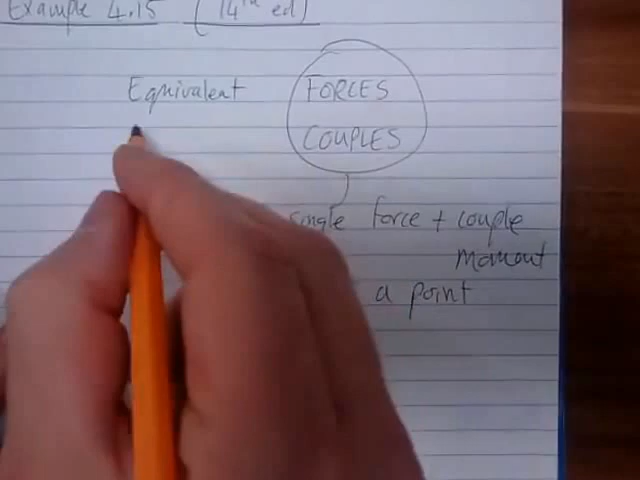 Example 4.15 (14th ed)
Equivalent FORCES
COUPLES
single force + couple
moment
a point